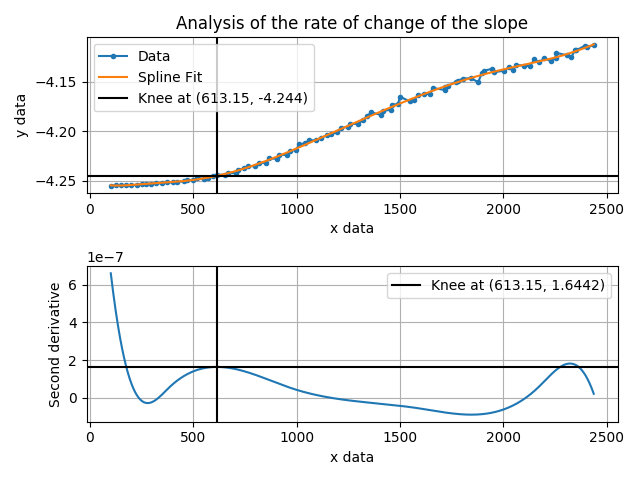 Analysis of the rate of change of the slope
Data
Spline Fit
Knee at (613.15, -4.244)
y data
−4.15
−4.20
−4.25
0 500 1000 1500 2000 2500
x data
1e−7
Knee at (613.15, 1.6442)
Second derivative
6
4
2
0
0 500 1000 1500 2000 2500
x data